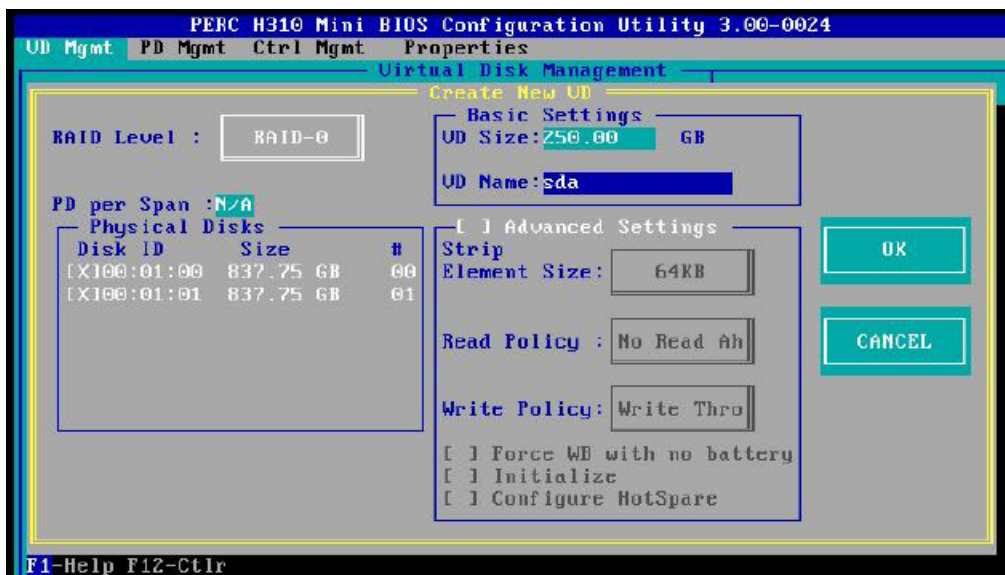 PERC H310 Mini BIOS Configuration Utility 3.00-0024
VD Mgmt PD Mgmt Ctrl Mgmt Properties
Virtual Disk Management
Create New VD
RAID Level : RAID-0
PD per Span :N/A
Physical Disks
Disk ID Size #
[X]00:01:00 837.75 GB 00
[X]00:01:01 837.75 GB 01
Basic Settings
VD Size:250.00 GB
VD Name:sda
[ ] Advanced Settings
Strip
Element Size: 64KB
Read Policy : No Read Ah
Write Policy: Write Thro
[ ] Force WB with no battery
[ ] Initialize
[ ] Configure HotSpare
OK
CANCEL
F1-Help F12-Ctlr